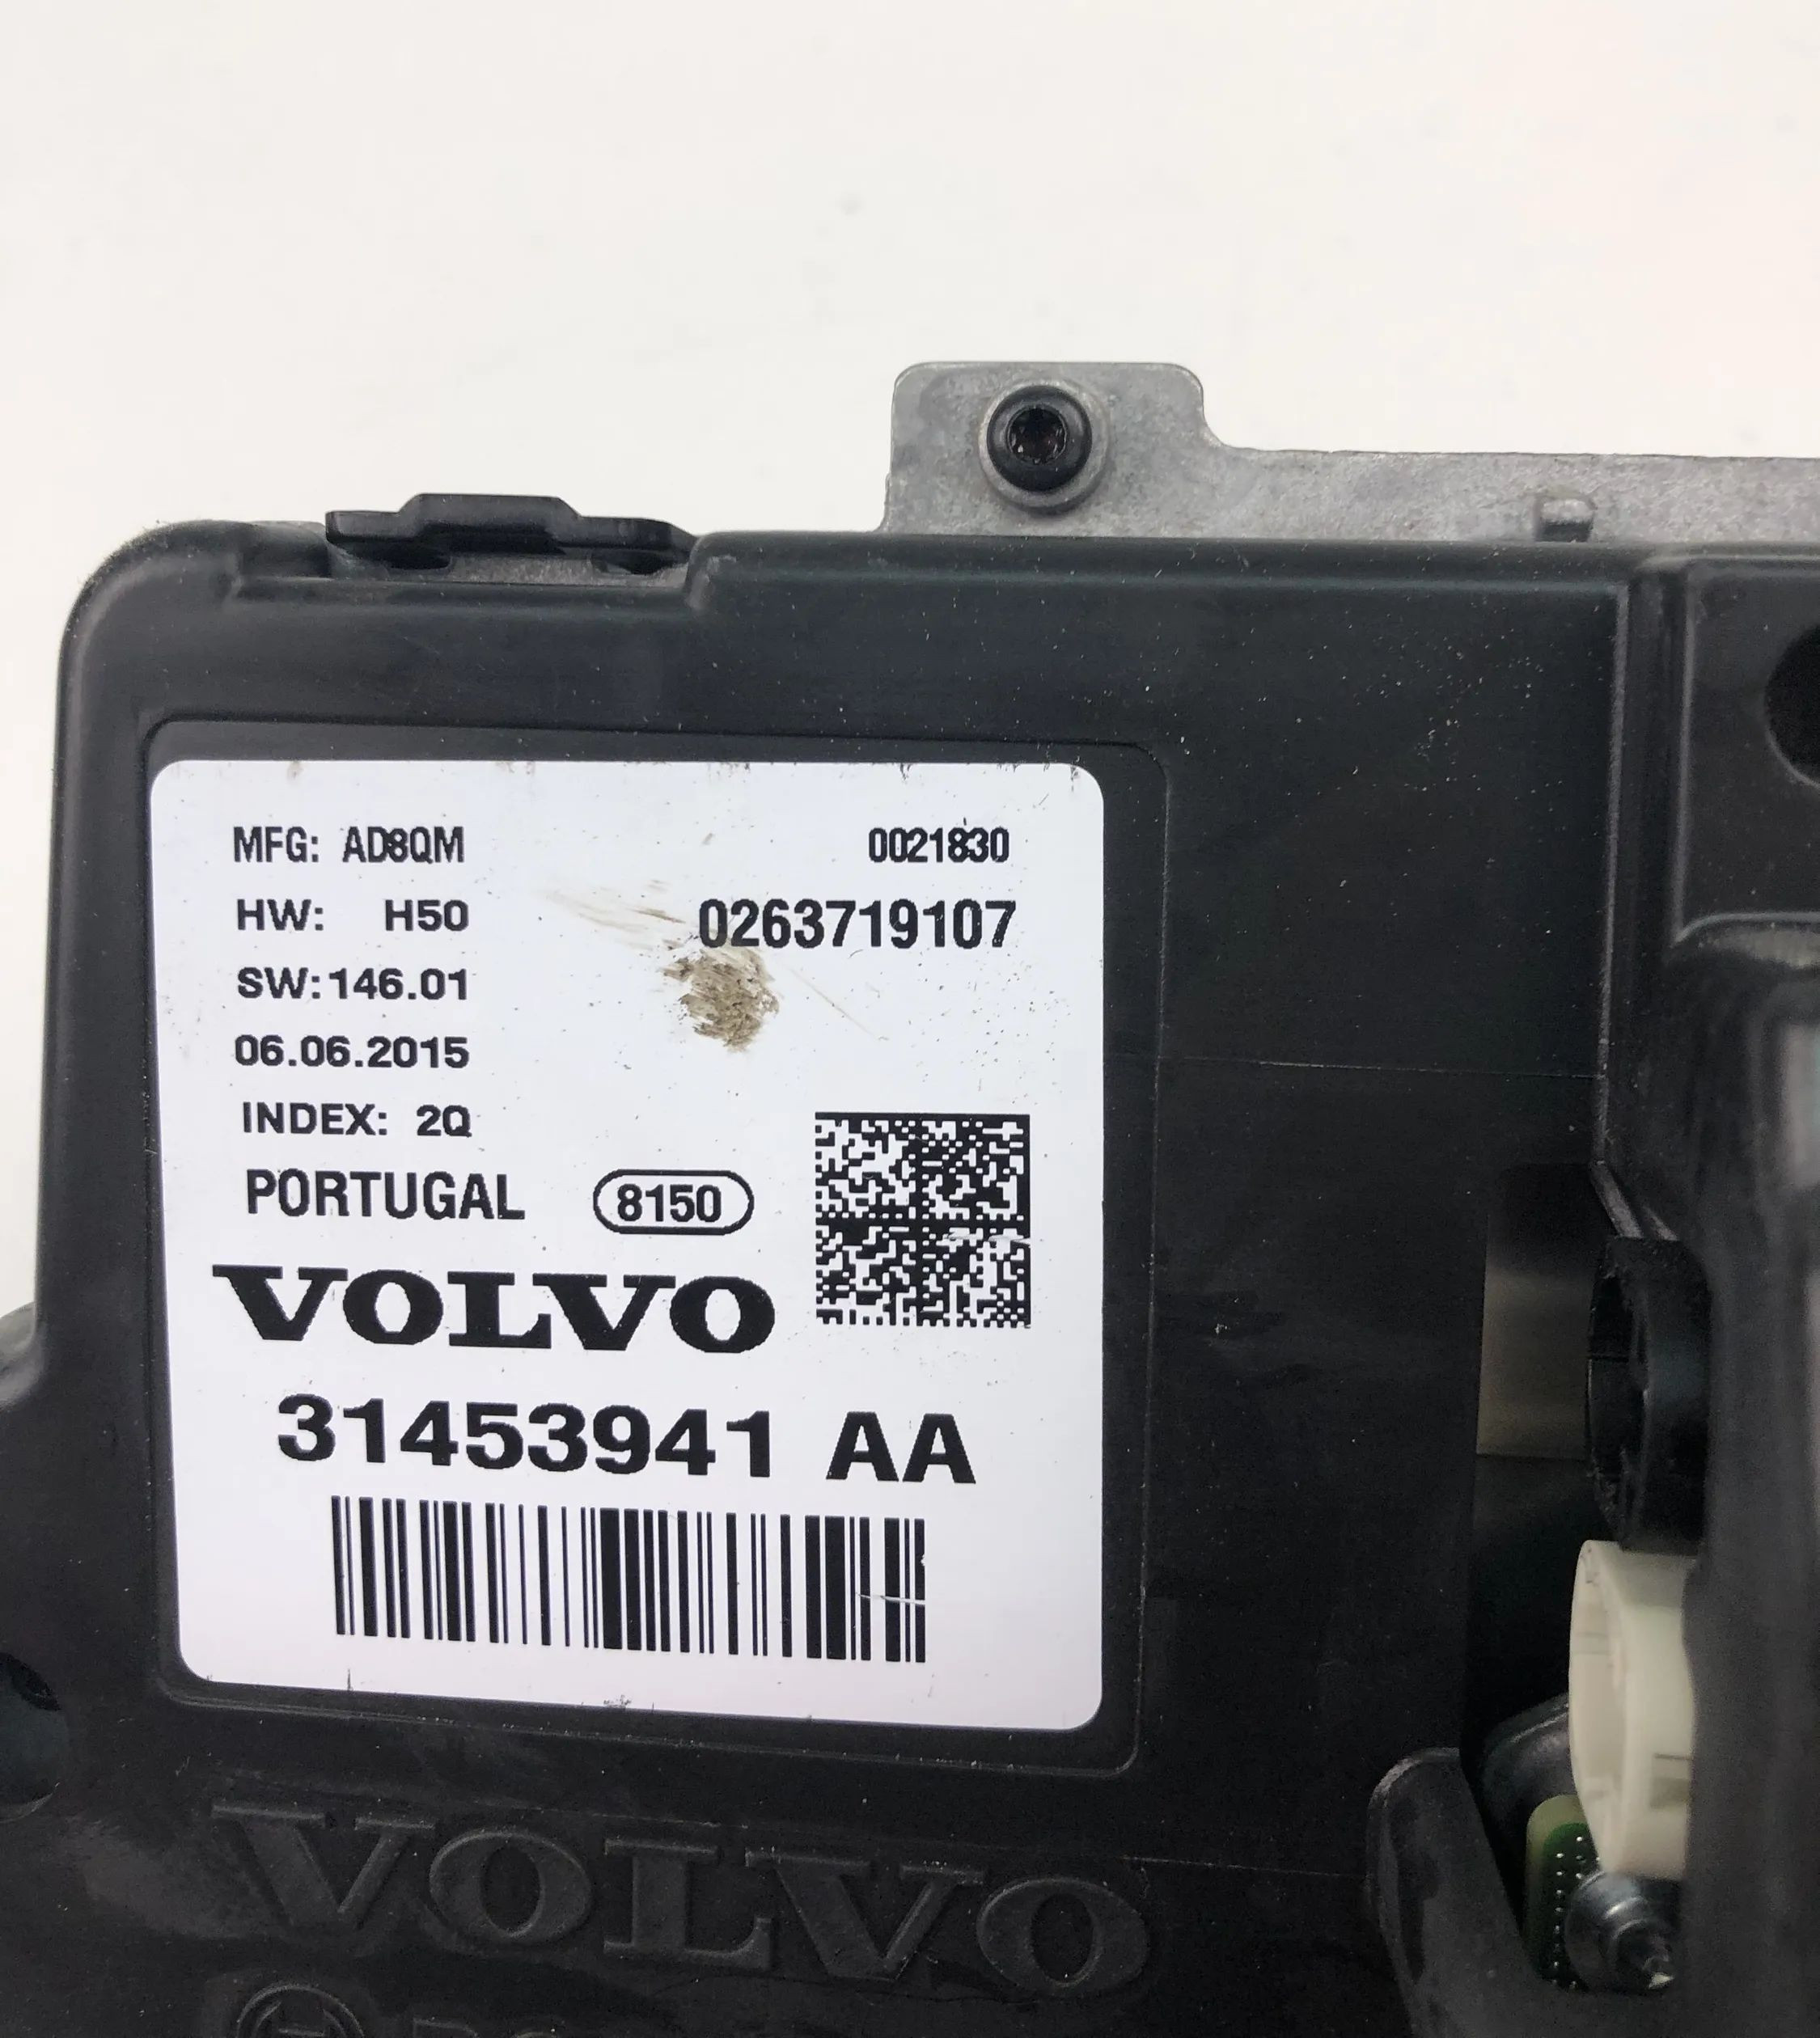 MFG: AD8QM 0021830
HW: H50 0263719107
SW:146.01
06.06.2015
INDEX: 2Q
PORTUGAL 8150
VOLVO
31453941 AA
VOLVO